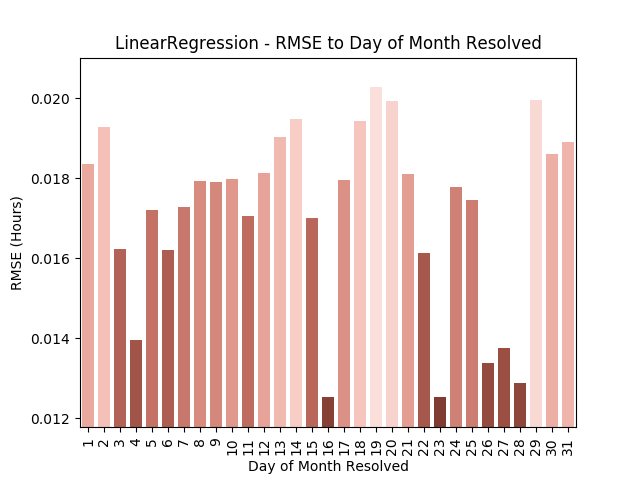 LinearRegression - RMSE to Day of Month Resolved
0.020
0.018
0.016
0.014
0.012
RMSE (Hours)
1 2 3 4 5 6 7 8 9 10 11 12 13 14 15 16 17 18 19 20 21 22 23 24 25 26 27 28 29 30 31
Day of Month Resolved